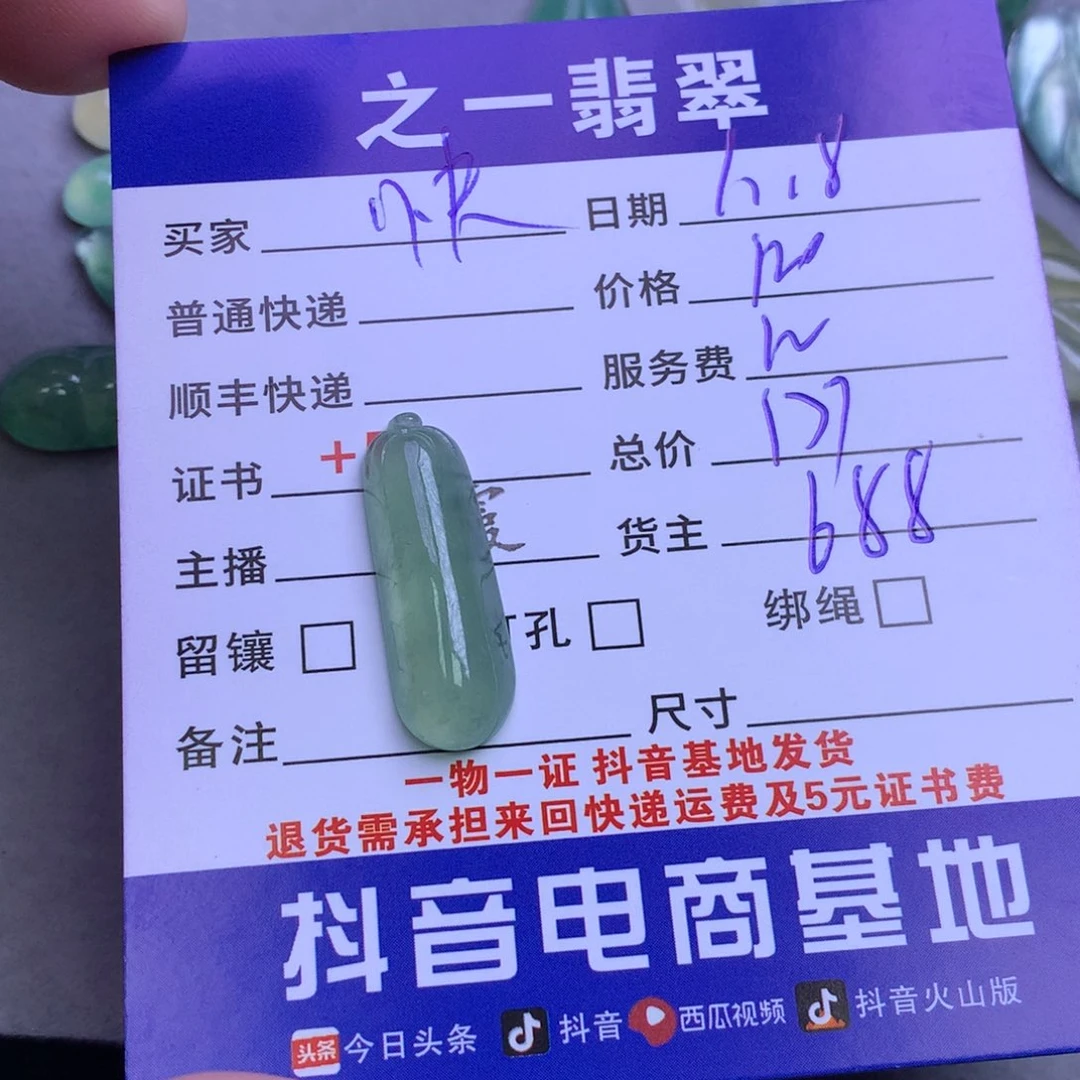 之一翡翠
买家 快 日期
普通快递 价格
顺丰快递 服务费
证书 + 总价
主播 霞 货主 688
留镶 孔 绑绳
备注 尺寸
一物一证 抖音基地发货
退货需承担来回快递运费及5元证书费
抖音电商基地
头条 今日头条 抖音 西瓜视频 抖音火山版